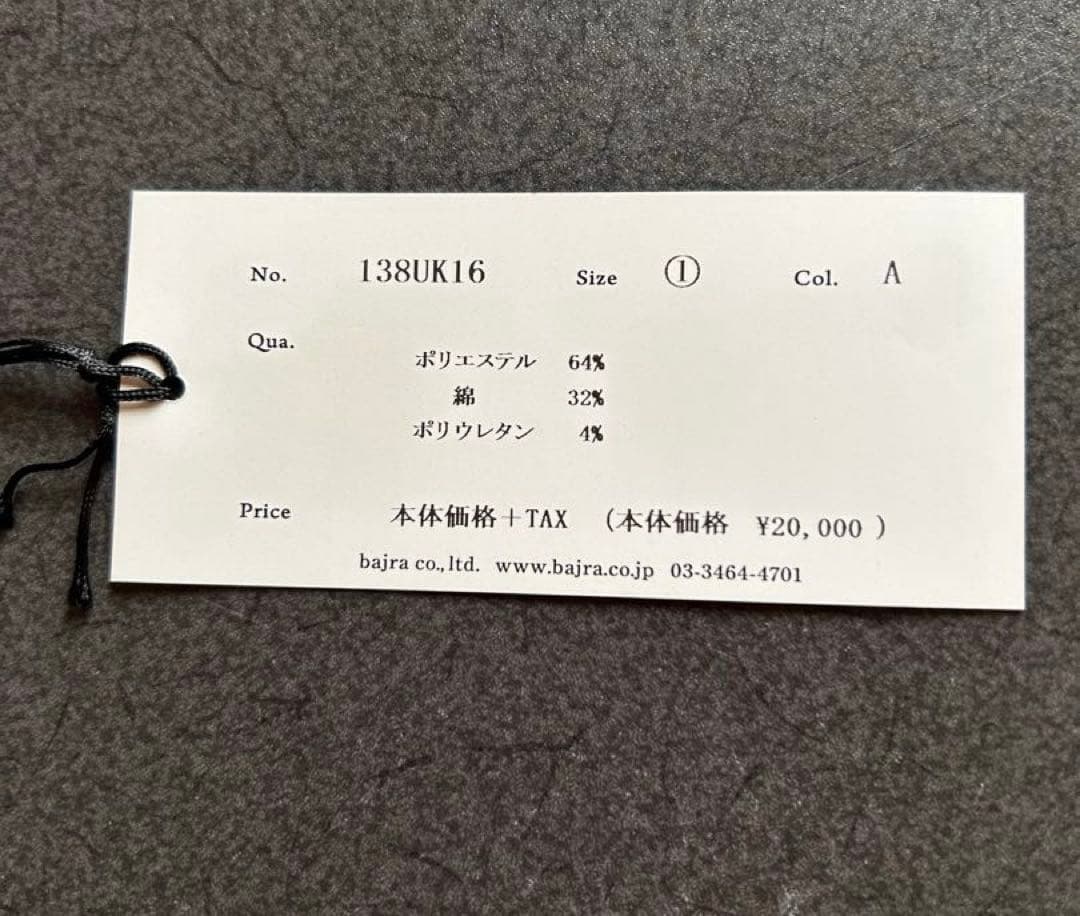 No. 138UK16 Size ① Col. A
Qua.
ポリエステル 64%
綿 32%
ポリウレタン 4%
Price 本体価格+TAX (本体価格 ¥20,000 )
bajra co.,ltd. www.bajra.co.jp 03-3464-4701